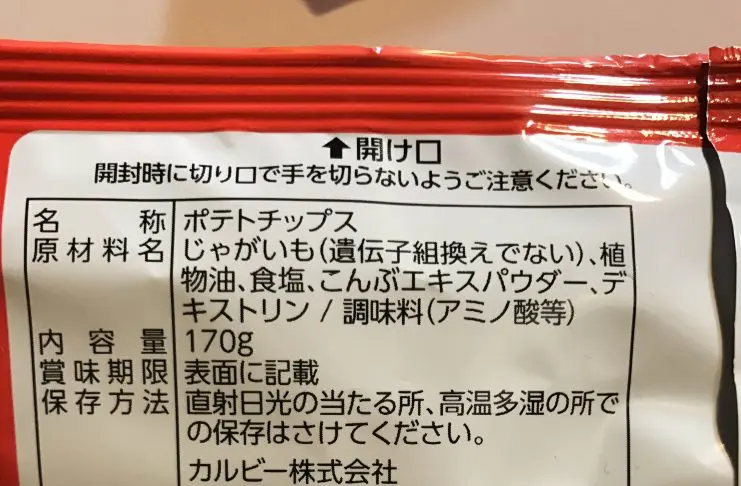 ⬆開け口
開封時に切り口で手を切らないようご注意ください。
名称 ポテトチップス
原材料名 じゃがいも(遺伝子組換えでない)、植
物油、食塩、こんぶエキスパウダー、デ
キストリン / 調味料(アミノ酸等)
内容量 170g
賞味期限 表面に記載
保存方法 直射日光の当たる所、高温多湿の所で
の保存はさけてください。
カルビー株式会社